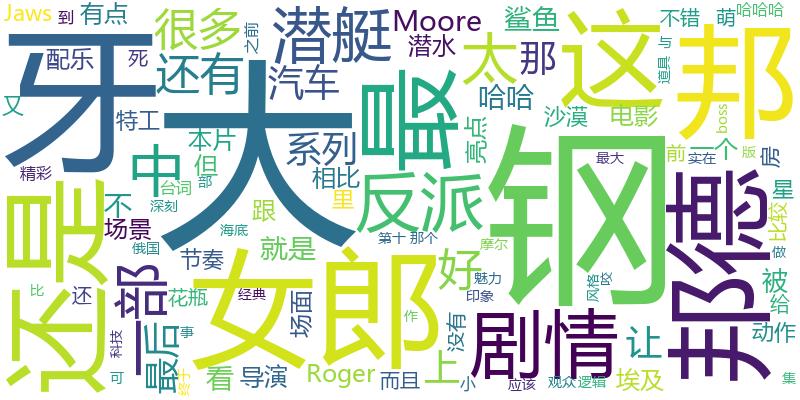 Jaws 到 有点 很多 潜艇 Moore 鲨鱼 不错 萌 哈哈哈
配乐 死 之前 还有 汽车 潜水 那 太 这 邦 道具 与
又 牙 大 最 哈哈 沙漠 电影 boss
特工 中 本片 系列 亮点 前 一个 版
精彩 不 但 相比 反派 钢 最大 实在 房
还是 台词 部 里 邦德 星
场景 深刻 跟 海底 第十 那个 比较
俄国 一部 节奏 就是 好 摩尔 做
比 还 花瓶 经典 女郎 场面 魅力 风格 咬 被
最后 印象 剧情 给
科技 事 作 没有 让 动作
可 终于 看 导演 Roger 而且 上 小 应该 观众 逻辑 埃及 集